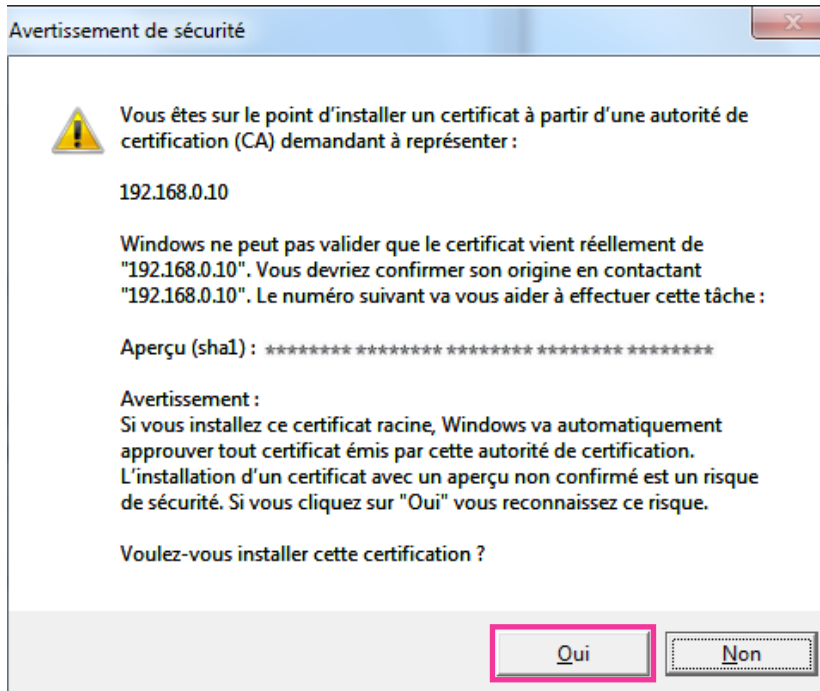 Avertissement de sécurité
Vous êtes sur le point d'installer un certificat à partir d'une autorité de
certification (CA) demandant à représenter :
192.168.0.10
Windows ne peut pas valider que le certificat vient réellement de
"192.168.0.10". Vous devriez confirmer son origine en contactant
"192.168.0.10". Le numéro suivant va vous aider à effectuer cette tâche :
Aperçu (sha1) : ******** ******** ******** ******** ********
Avertissement :
Si vous installez ce certificat racine, Windows va automatiquement
approuver tout certificat émis par cette autorité de certification.
L'installation d'un certificat avec un aperçu non confirmé est un risque
de sécurité. Si vous cliquez sur "Oui" vous reconnaissez ce risque.
Voulez-vous installer cette certification ?
Oui
Non